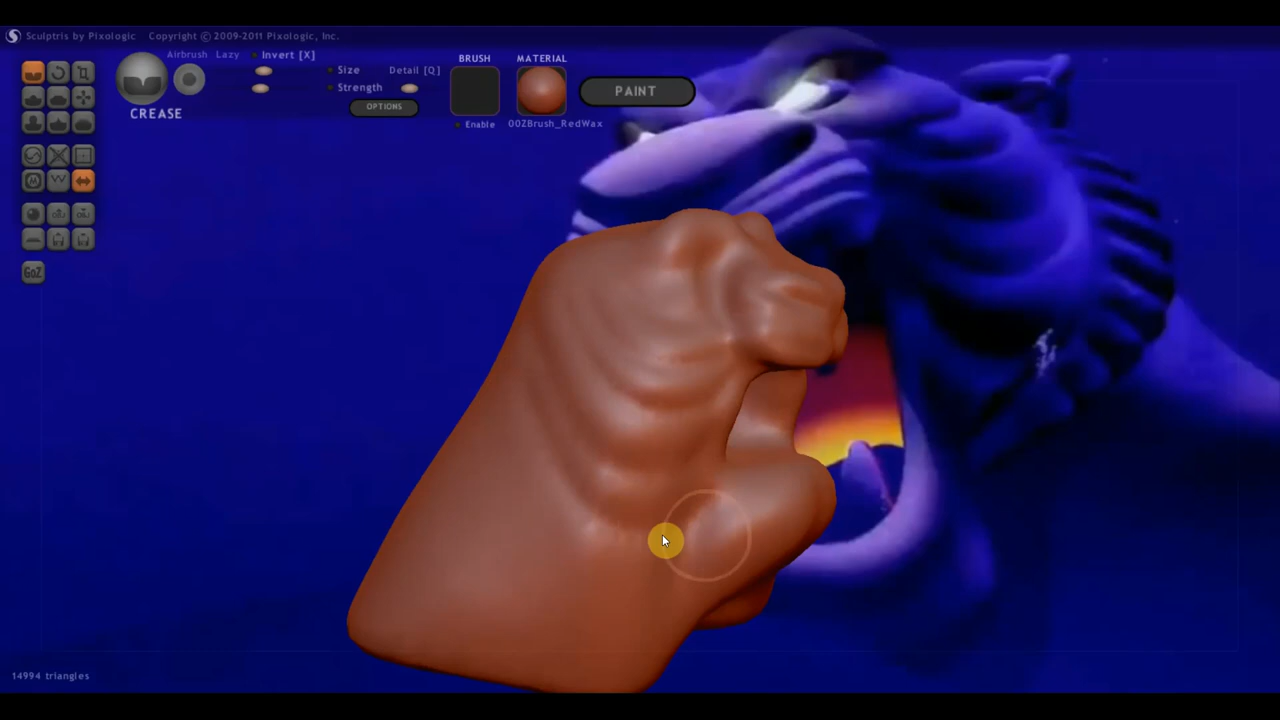 Sculptris by Pixologic Copyright © 2009-2011 Pixologic, Inc.
Airbrush Lazy Invert [X]
Size Detail [Q]
Strength
OPTIONS
CREASE
BRUSH
Enable
MATERIAL
00ZBrush_RedWax
PAINT
GoZ
14994 triangles